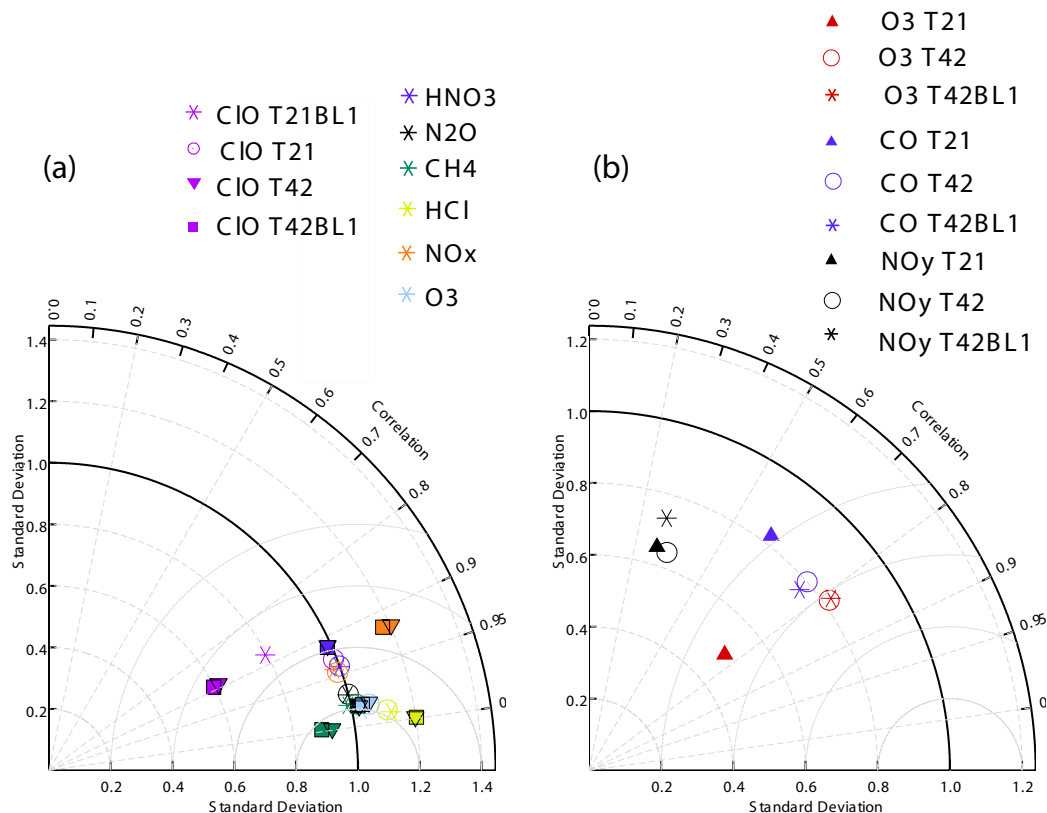 (a)
ClO T21BL1
ClO T21
ClO T42
ClO T42BL1
HNO3
N2O
CH4
HCl
NOx
O3
0.0
0.1
0.2
0.3
0.4
0.5
0.6
0.7
0.8
0.9
0.95
0
Correlation
1.4
1.2
1.0
0.8
0.6
0.4
0.2
Standard Deviation
0.2
0.4
0.6
0.8
1.0
1.2
1.4
Standard Deviation
(b)
O3 T21
O3 T42
O3 T42BL1
CO T21
CO T42
CO T42BL1
NOy T21
NOy T42
NOy T42BL1
0.0
0.1
0.2
0.3
0.4
0.5
0.6
0.7
0.8
0.9
0.95
0
Correlation
1.2
1.0
0.8
0.6
0.4
0.2
Standard Deviation
0.2
0.4
0.6
0.8
1.0
1.2
Standard Deviation